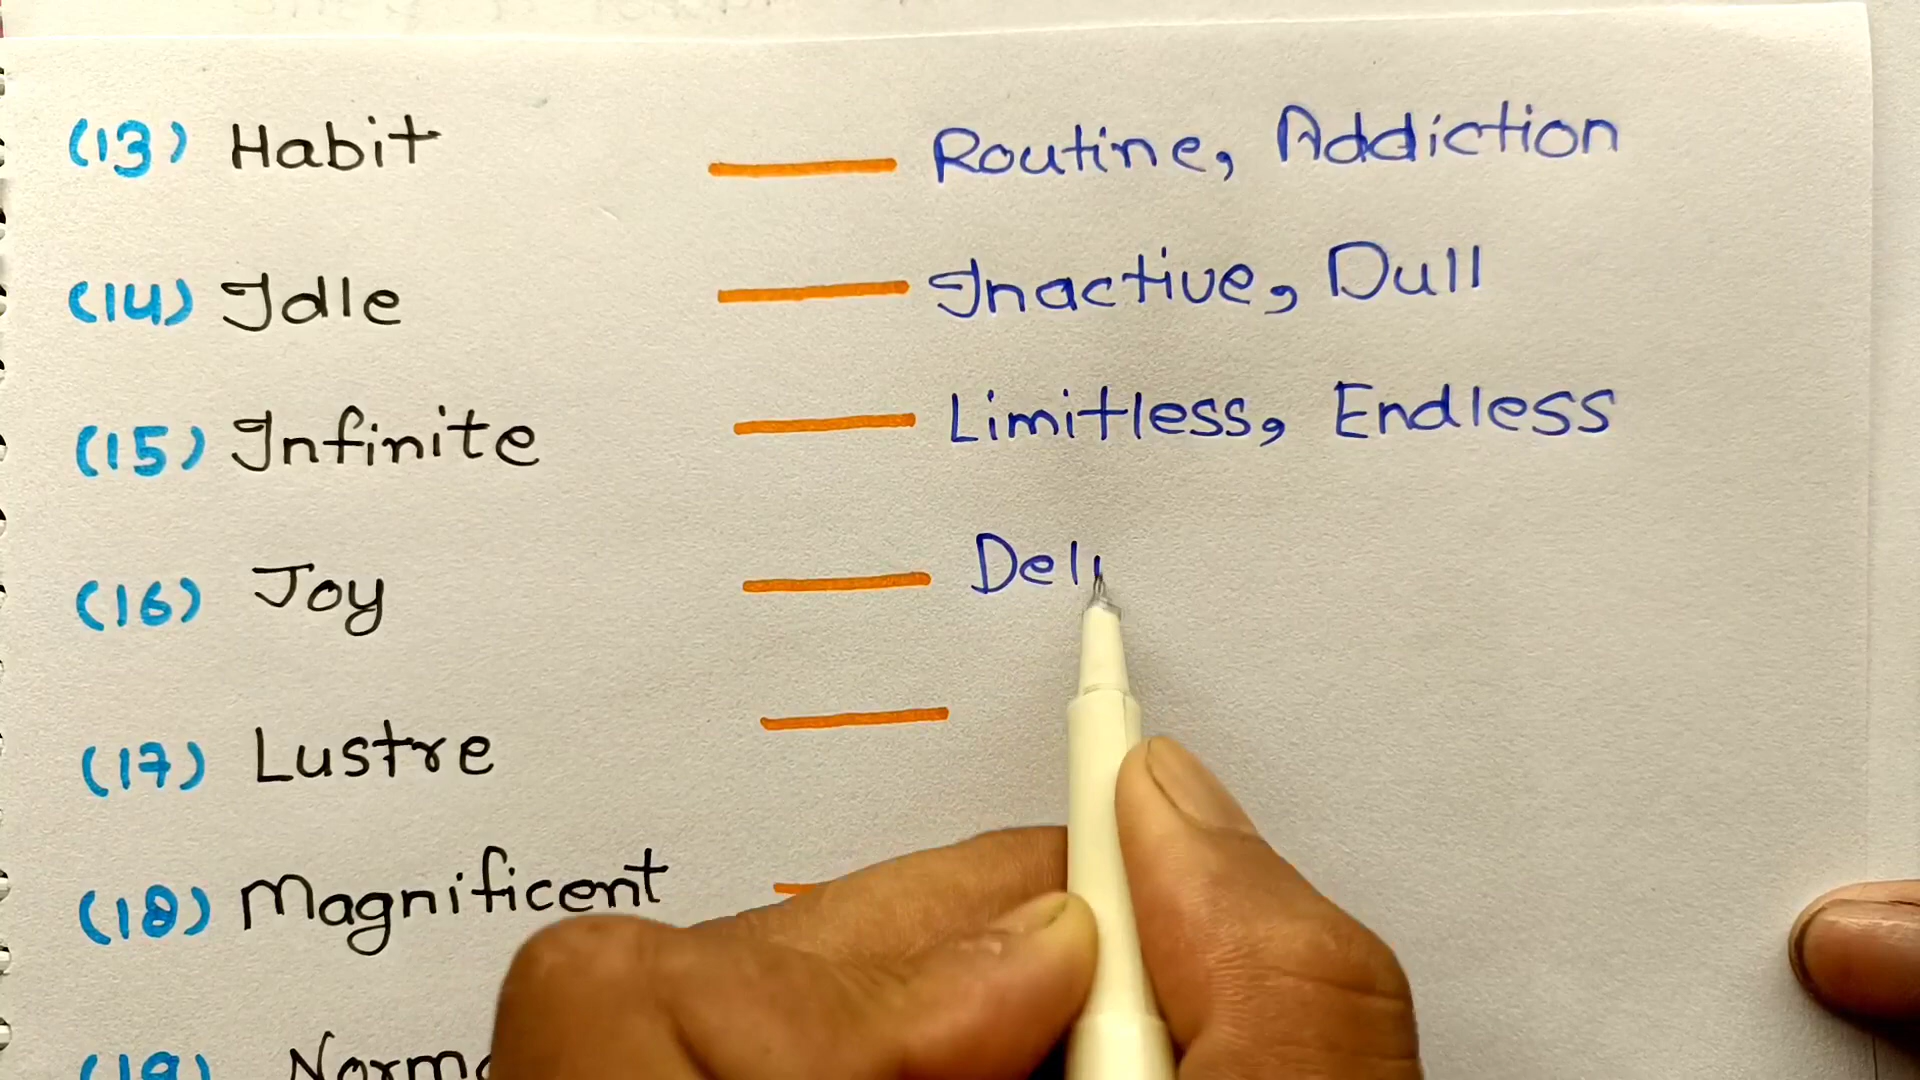 (13) Habit — Routine, Addiction
(14) Idle — Inactive, Dull
(15) Infinite — Limitless, Endless
(16) Joy — Deli
(17) Lustre —
(18) Magnificent —
(19)